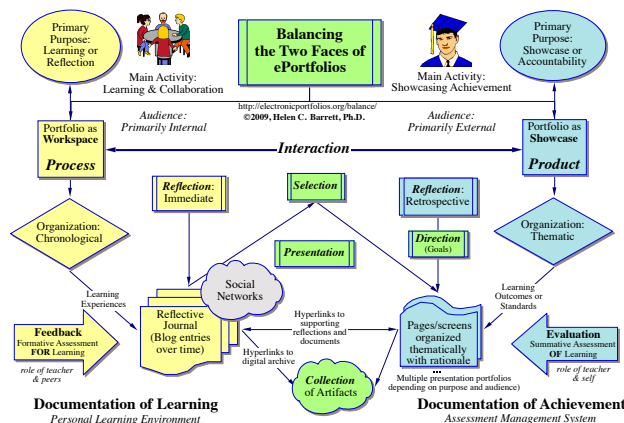 Primary
Purpose:
Learning or
Reflection
Main Activity:
Learning & Collaboration
Balancing
the Two Faces of
ePortfolios
Main Activity:
Showcasing Achievement
Primary
Purpose:
Showcase or
Accountability
http://electronicportfolios.org/balance/
©2009, Helen C. Barrett, Ph.D.
Audience:
Primarily Internal
Audience:
Primarily External
Portfolio as
Workspace
Process
Interaction
Portfolio as
Showcase
Product
Organization:
Chronological
Reflection:
Immediate
Selection
Presentation
Reflection:
Retrospective
Direction
(Goals)
Organization:
Thematic
Learning
Experiences
Social
Networks
Learning
Outcomes or
Standards
Feedback
Formative Assessment
FOR Learning
role of teacher
& peers
Reflective
Journal
(Blog entries
over time)
Hyperlinks to
supporting
reflections and
documents
Hyperlinks to
digital archive
Collection
of Artifacts
Pages/screens
organized
thematically
with rationale
...
Multiple presentation portfolios
depending on purpose and audience)
Evaluation
Summative Assessment
OF Learning
role of teacher &
self
Documentation of Learning
Personal Learning Environment
Documentation of Achievement
Assessment Management System